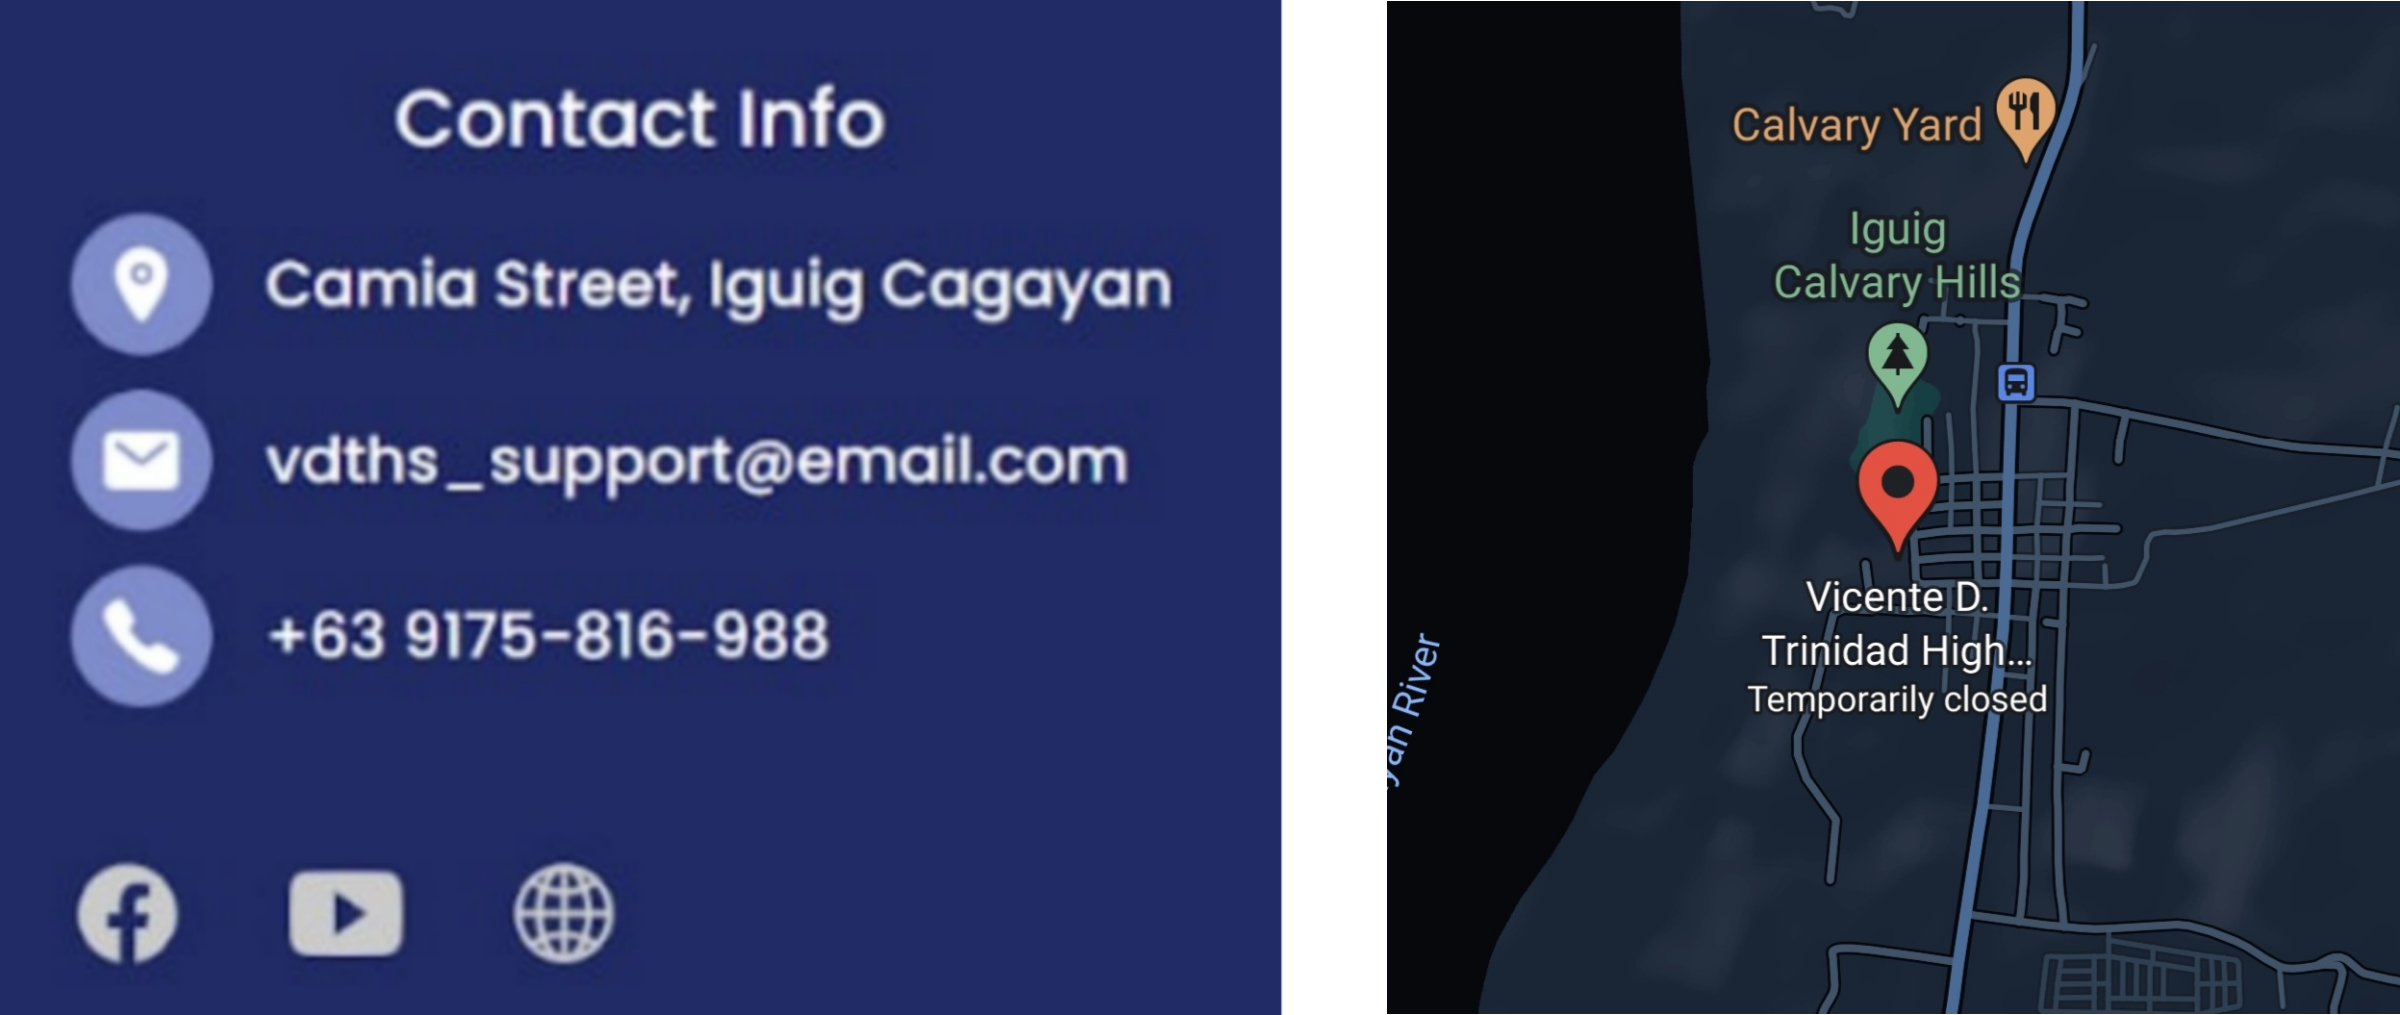 Contact Info
Camia Street, Iguig Cagayan
vdths_support@email.com
+63 9175-816-988
Calvary Yard
Iguig
Calvary Hills
Vicente D.
Trinidad High...
Temporarily closed
yan River